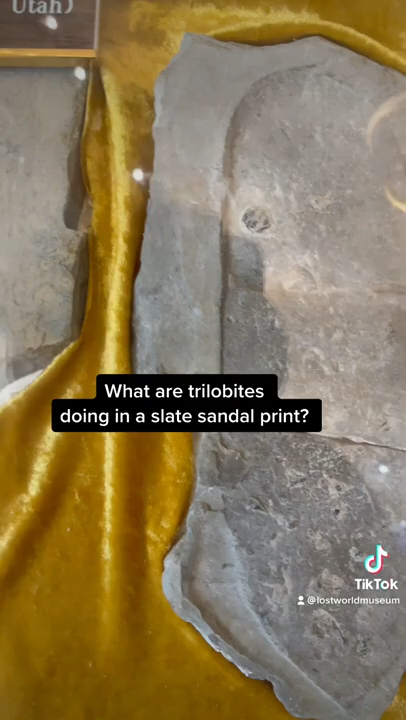 Utah)
What are trilobites
doing in a slate sandal print?
TikTok
@lostworldmuseum